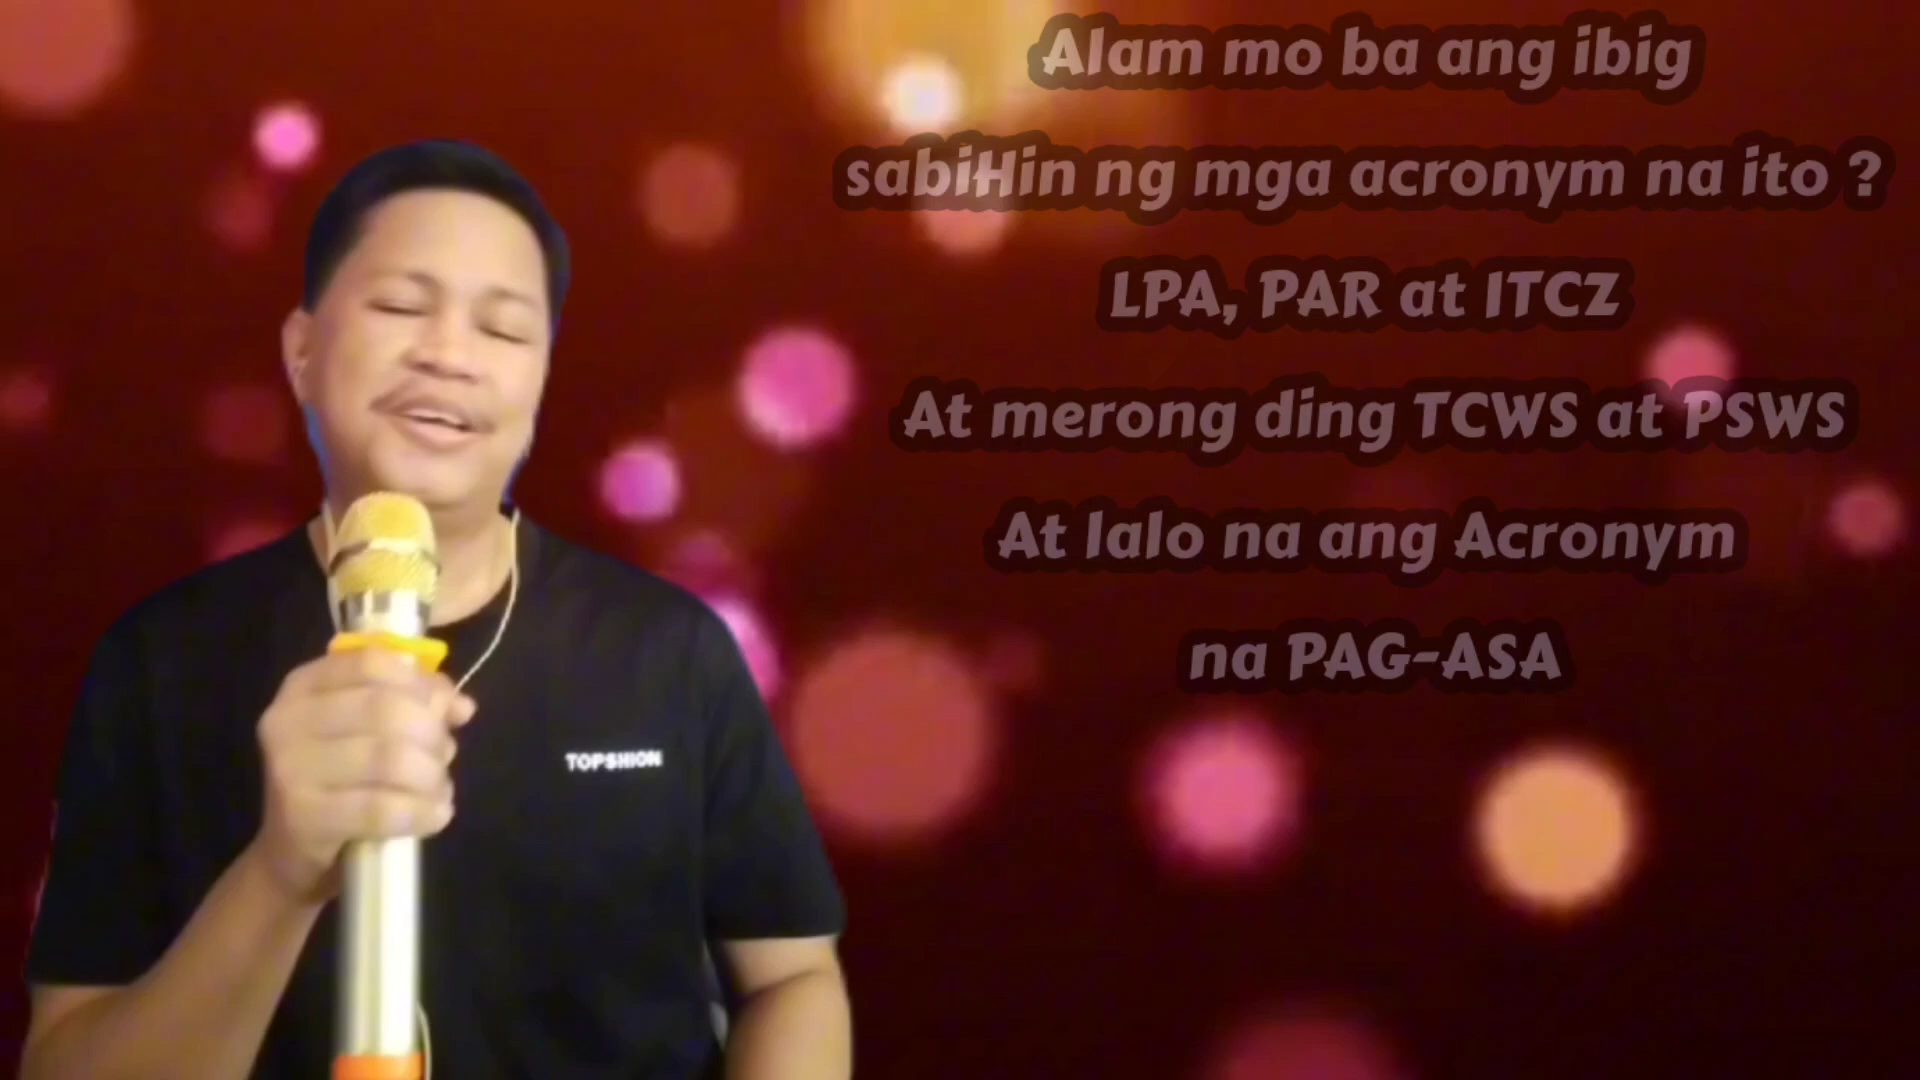 Alam mo ba ang ibig
sabiHin ng mga acronym na ito ?
LPA, PAR at ITCZ
At merong ding TCWS at PSWS
At lalo na ang Acronym
na PAG-ASA
TOPSHION